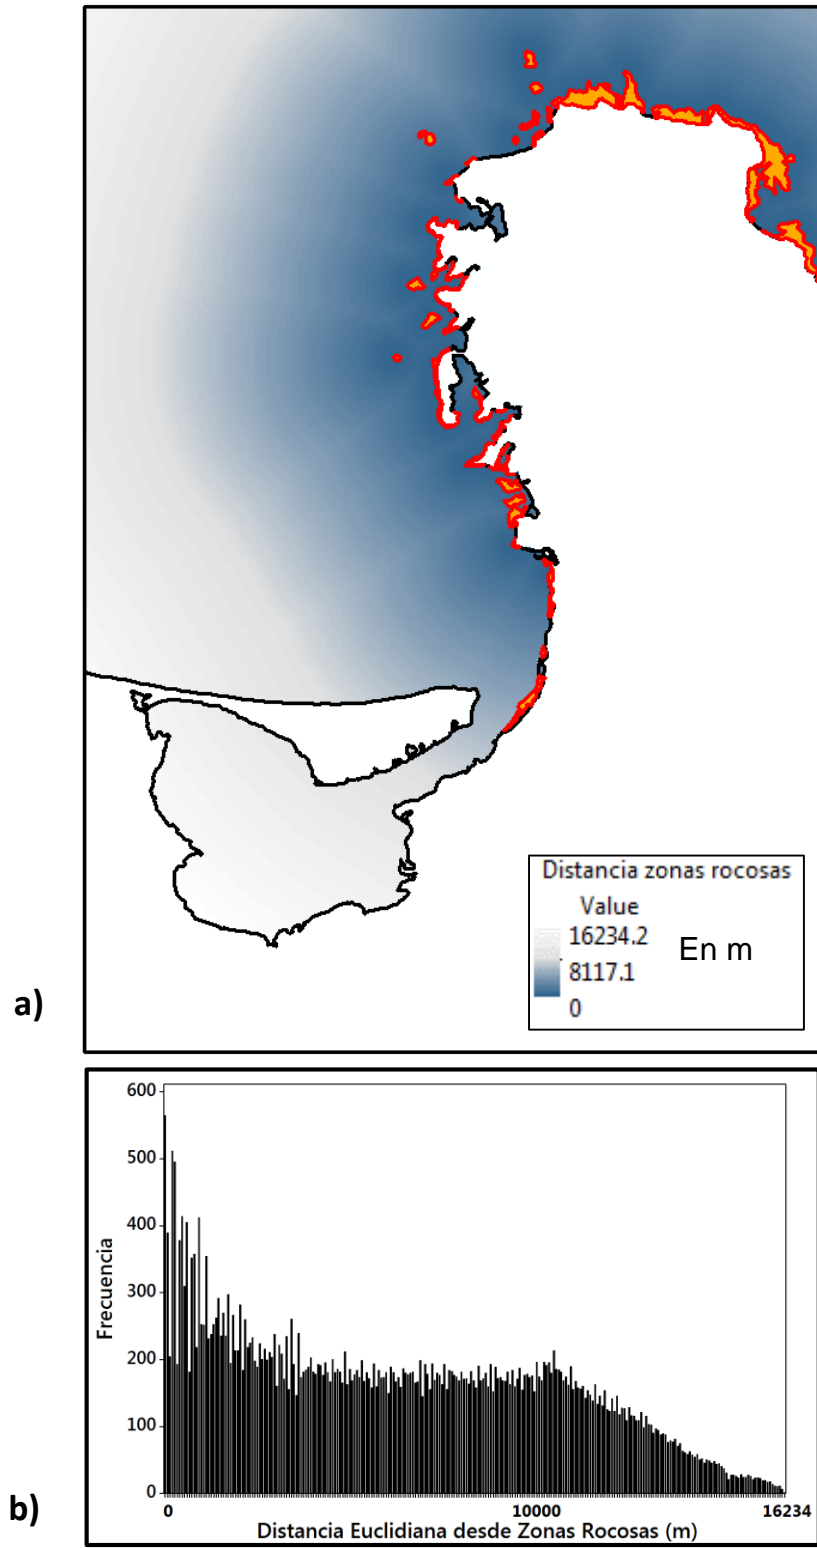 Distancia zonas rocosas
Value
16234.2
En m
8117.1
0
a)
600
500
400
300
200
100
0
Frecuencia
0
10000
16234
Distancia Euclidiana desde Zonas Rocosas (m)
b)